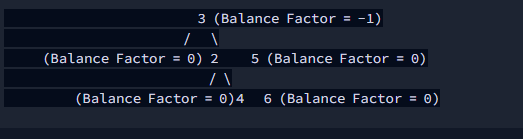 3 (Balance Factor = -1)
/ \
(Balance Factor = 0) 2 5 (Balance Factor = 0)
/ \
(Balance Factor = 0)4 6 (Balance Factor = 0)